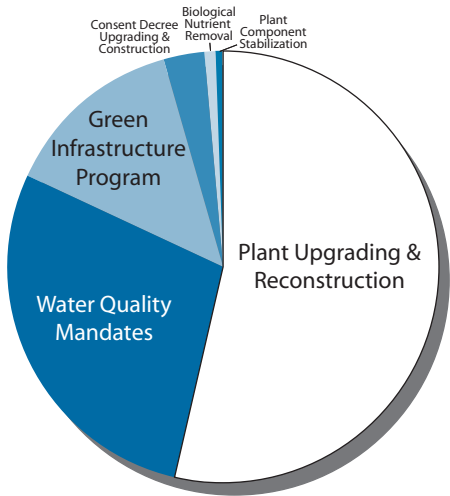 Consent Decree
Upgrading &
Construction
Biological
Nutrient
Removal
Plant
Component
Stabilization
Green
Infrastructure
Program
Plant Upgrading &
Reconstruction
Water Quality
Mandates